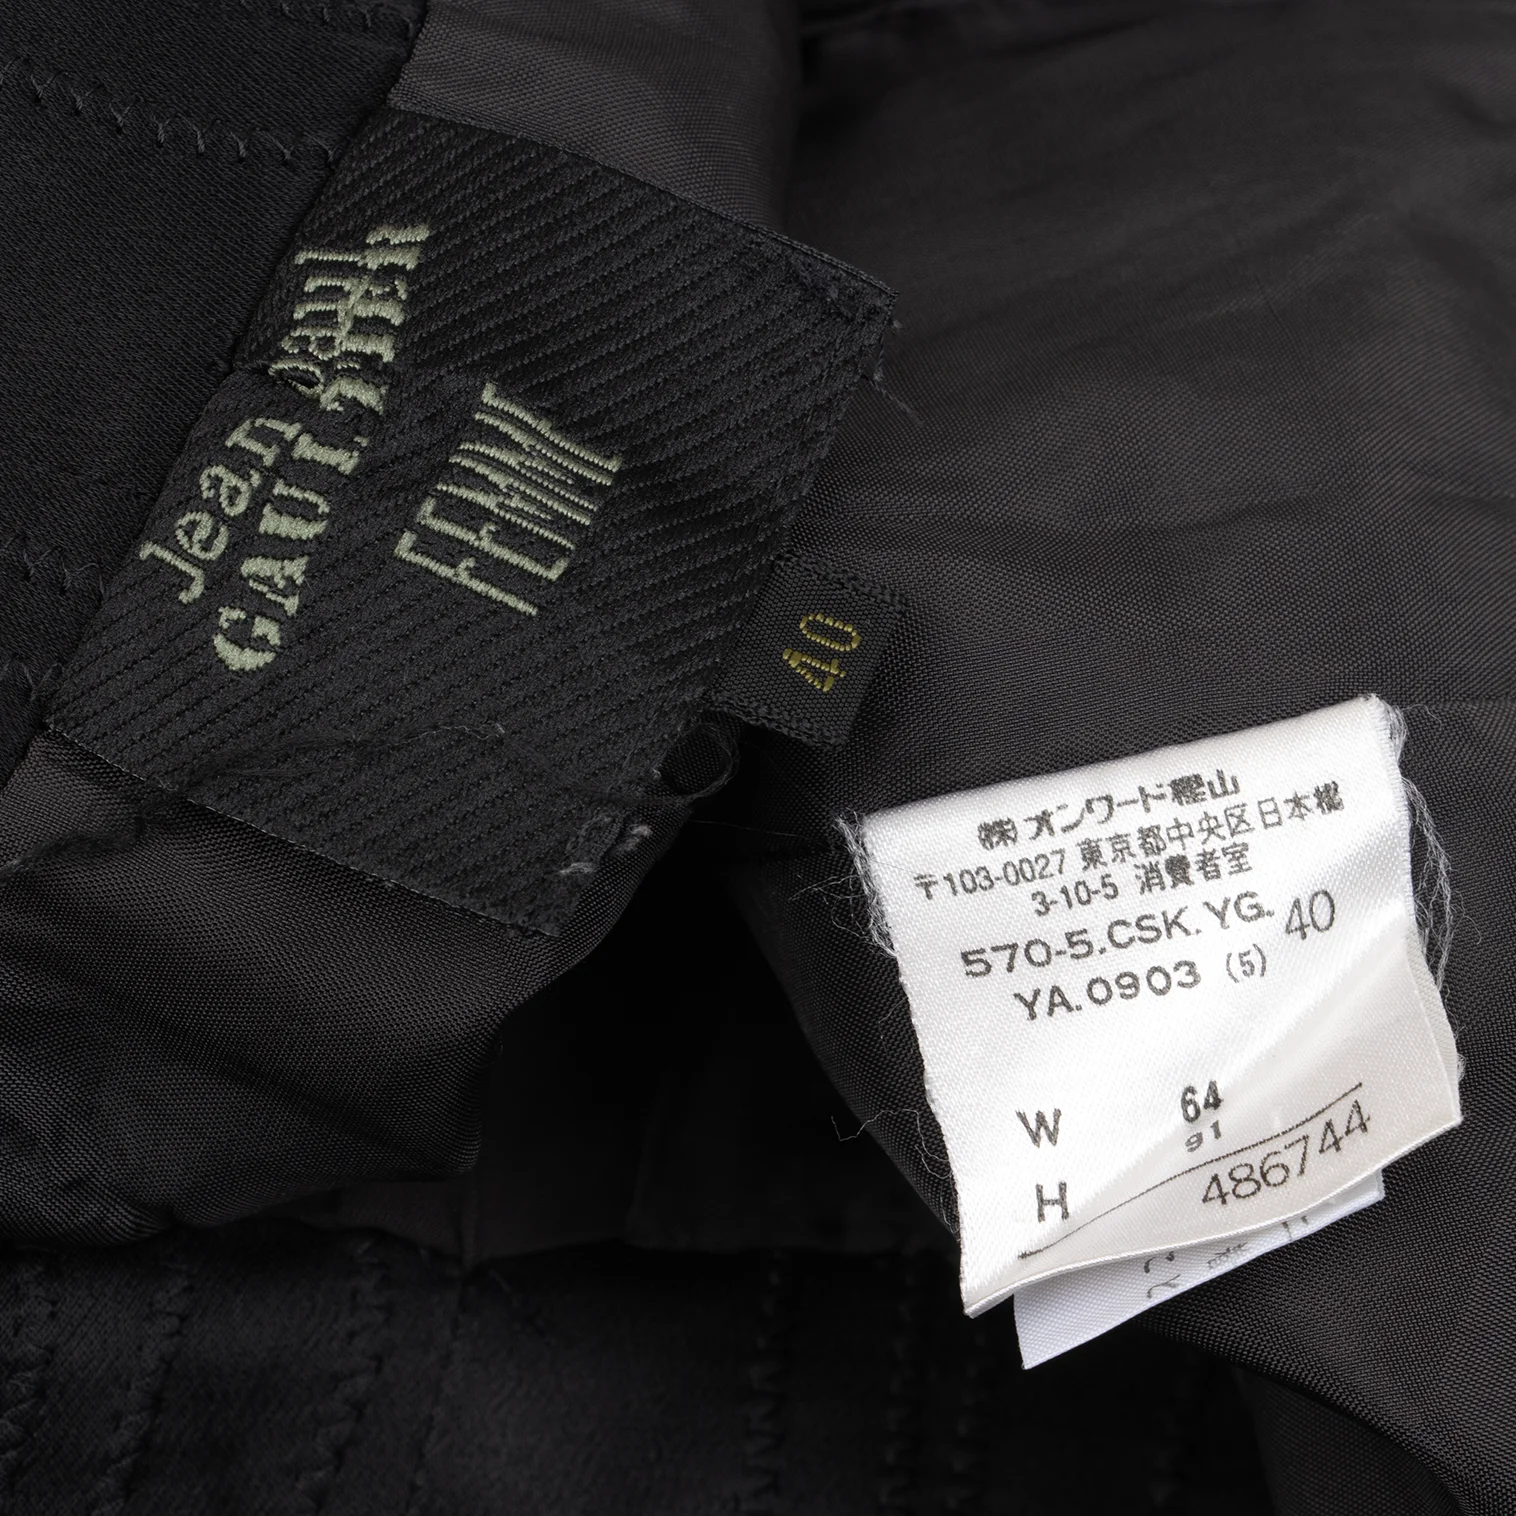 Jean Paul
GAULTIER
FEMME
40
㈱オンワード樫山
〒103-0027 東京都中央区日本橋
3-10-5 消費者室
570-5.CSK.YG. 40
YA.0903 (5)
W 64
H 91
486744